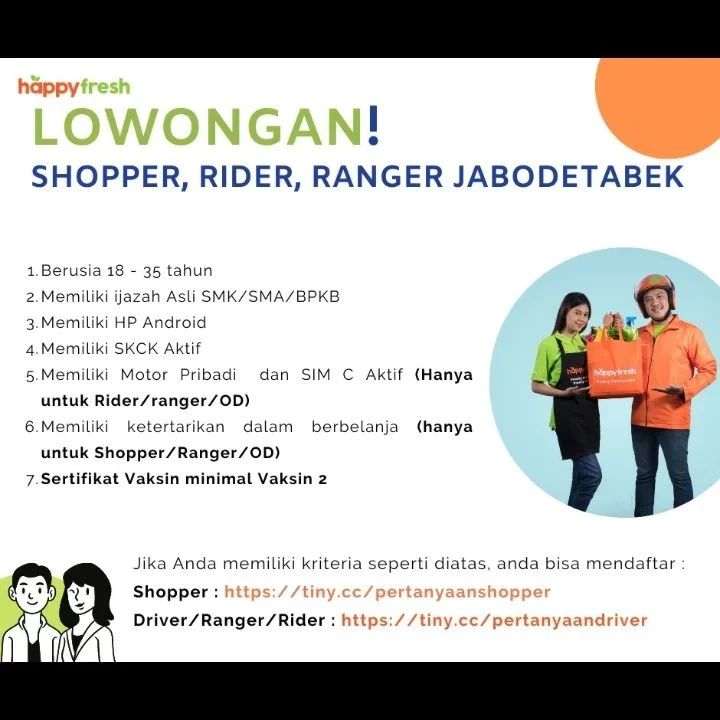 happyfresh
LOWONGAN!
SHOPPER, RIDER, RANGER JABODETABEK
1. Berusia 18 - 35 tahun
2. Memiliki ijazah Asli SMK/SMA/BPKB
3. Memiliki HP Android
4. Memiliki SKCK Aktif
5. Memiliki Motor Pribadi dan SIM C Aktif (Hanya
untuk Rider/ranger/OD)
6. Memiliki ketertarikan dalam berbelanja (hanya
untuk Shopper/Ranger/OD)
7. Sertifikat Vaksin minimal Vaksin 2
happyfresh
Jika Anda memiliki kriteria seperti diatas, anda bisa mendaftar :
Shopper : https://tiny.cc/pertanyaanshopper
Driver/Ranger/Rider : https://tiny.cc/pertanyaandriver